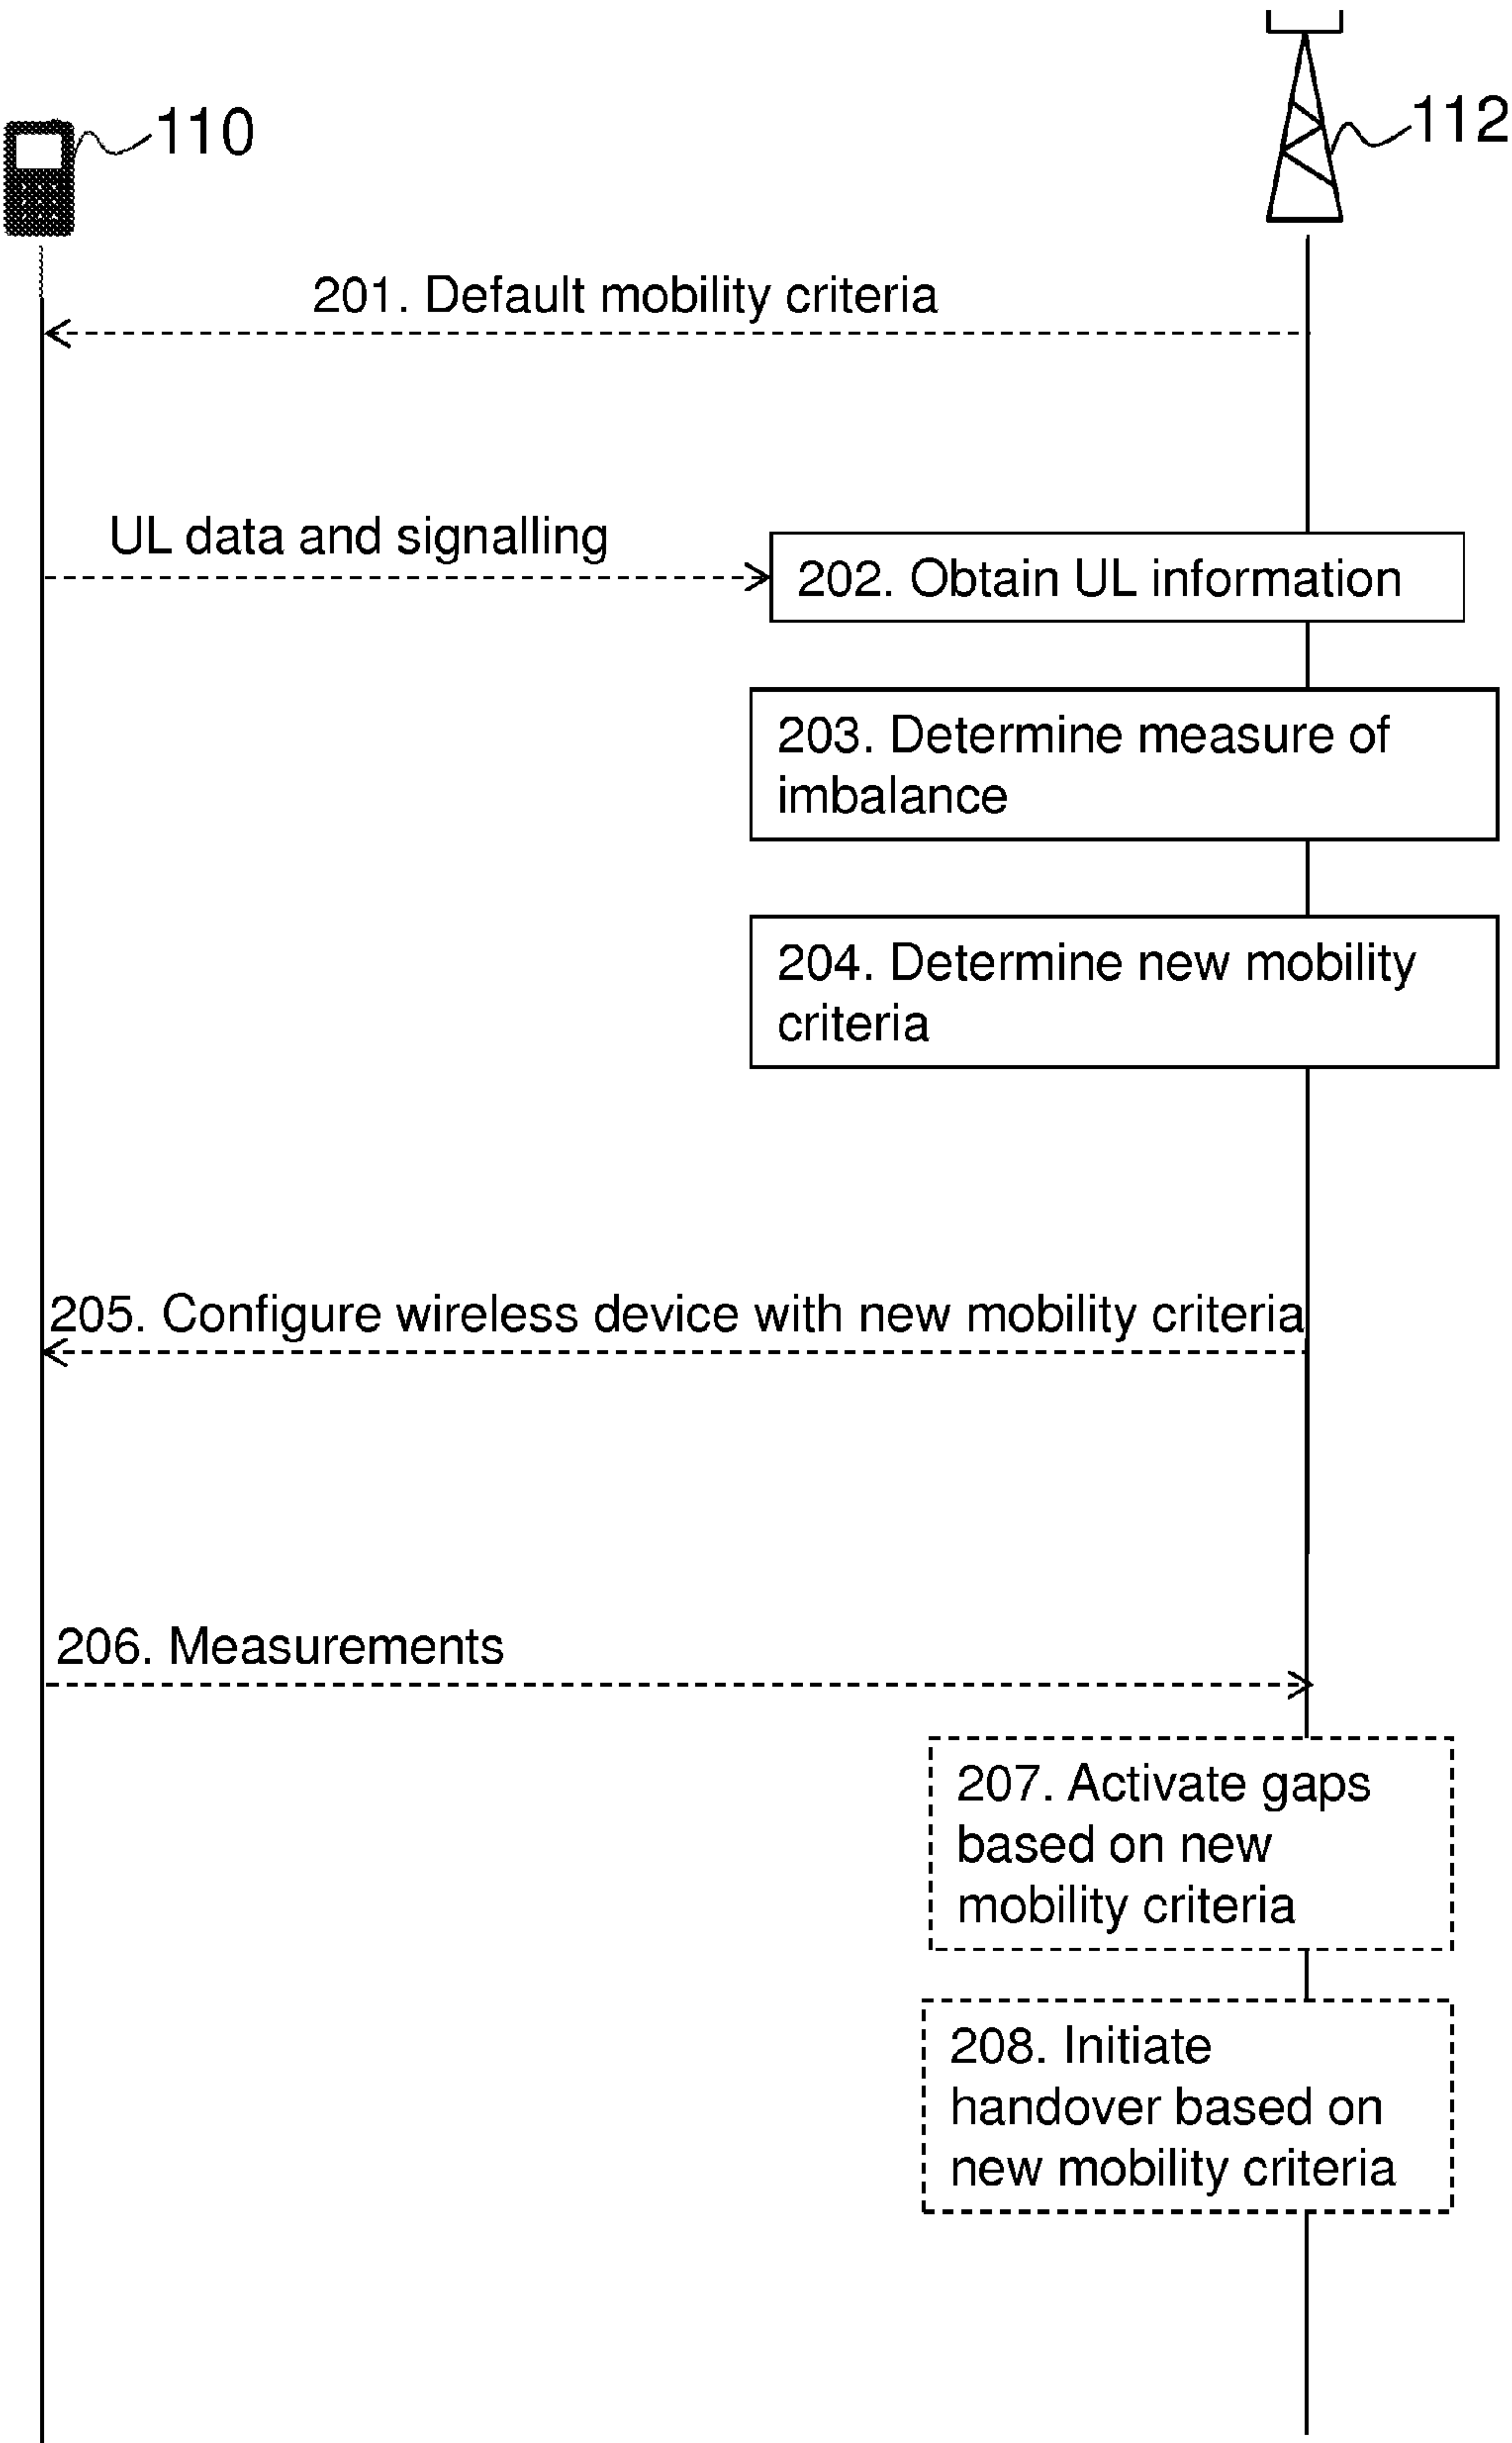 110
112
201. Default mobility criteria
UL data and signalling
202. Obtain UL information
203. Determine measure of
imbalance
204. Determine new mobility
criteria
205. Configure wireless device with new mobility criteria
206. Measurements
207. Activate gaps
based on new
mobility criteria
208. Initiate
handover based on
new mobility criteria